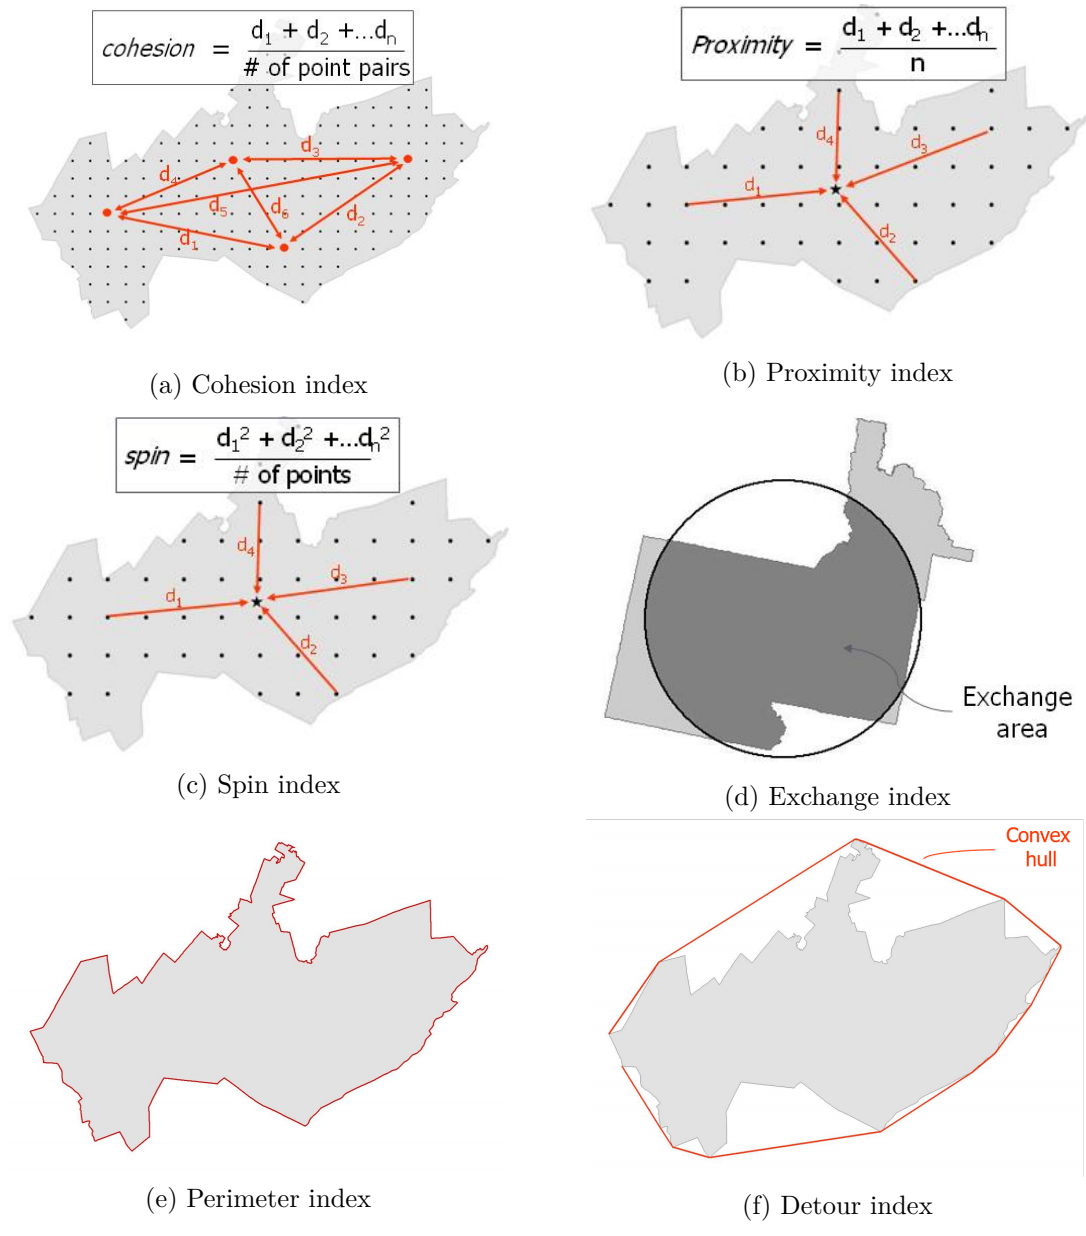 cohesion = d₁ + d₂ +...dₙ
# of point pairs
d₃
d₄
d₅
d₆
d₂
d₁
(a) Cohesion index
Proximity = d₁ + d₂ +...dₙ
n
d₄
d₃
d₁
d₂
(b) Proximity index
spin = d₁² + d₂² +...dₙ²
# of points
d₄
d₃
d₁
d₂
(c) Spin index
Exchange
area
(d) Exchange index
(e) Perimeter index
Convex
hull
(f) Detour index